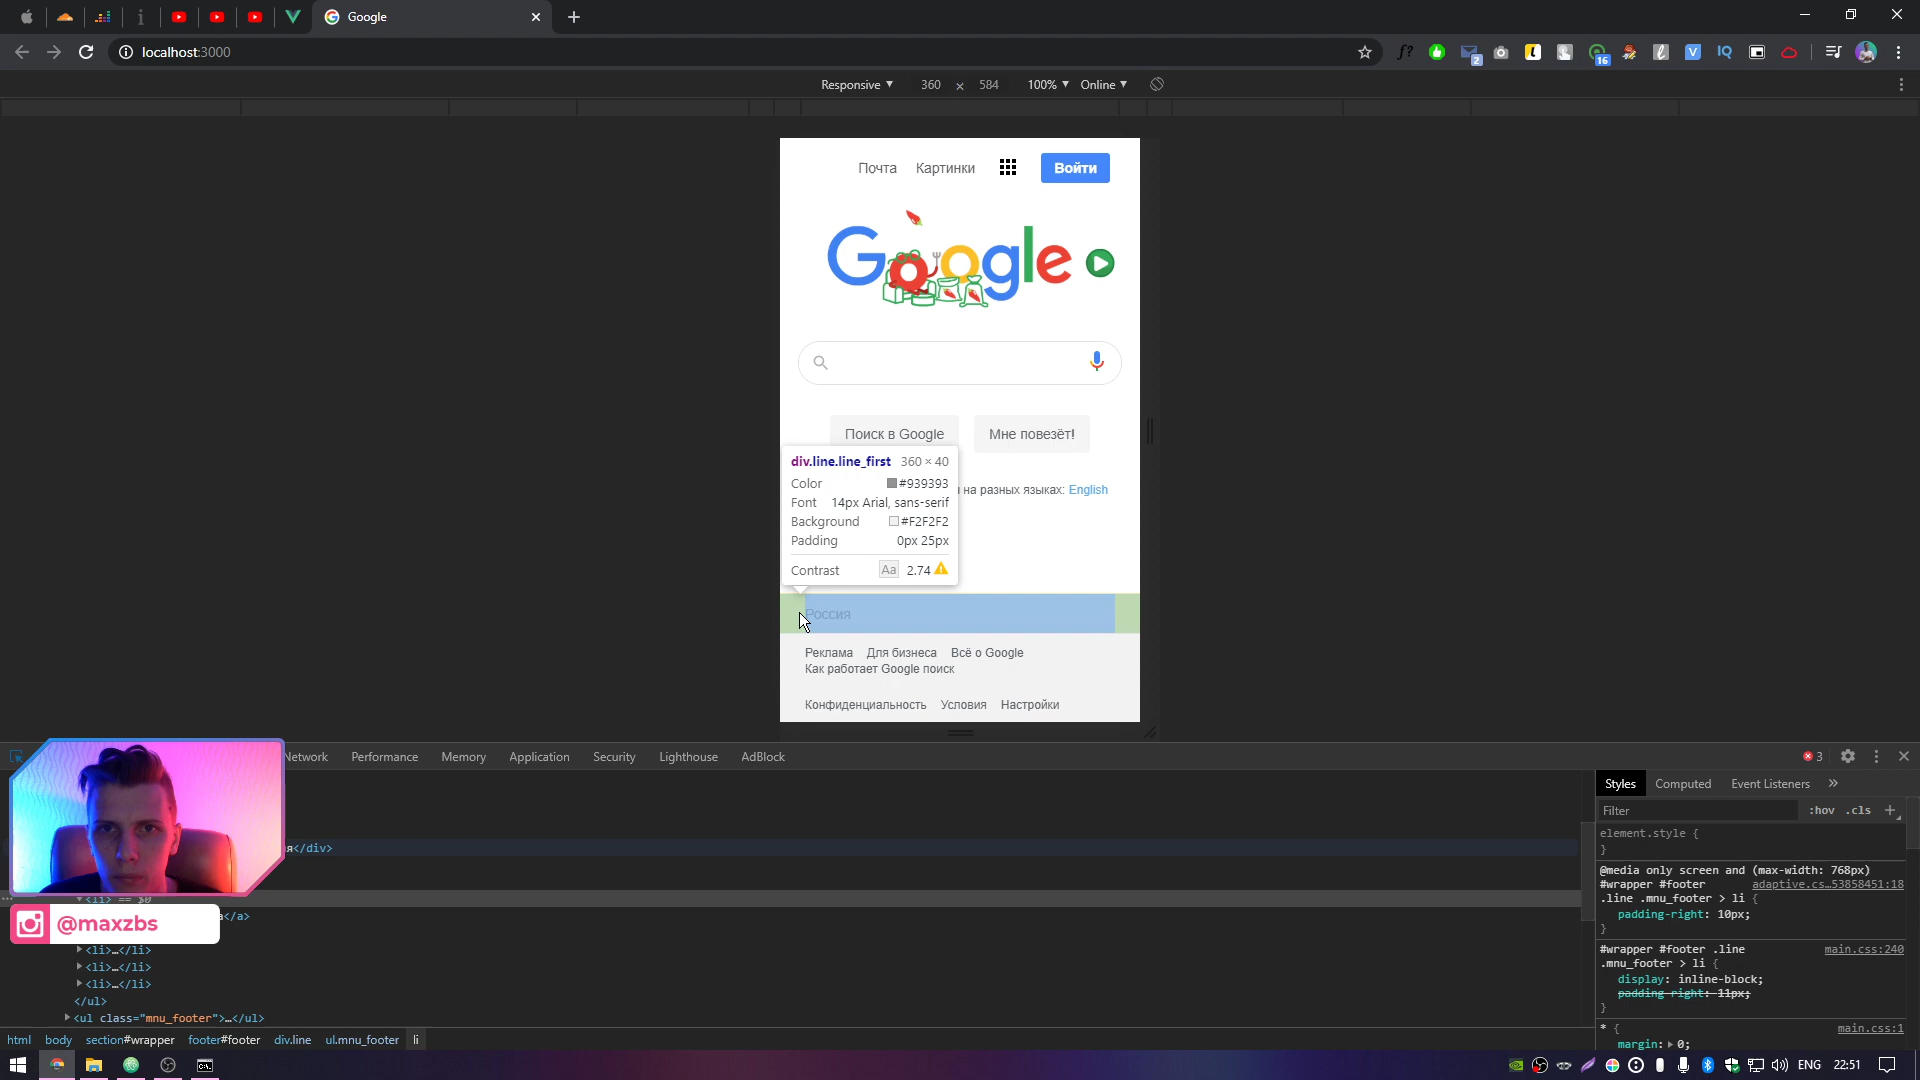 Google
localhost:3000
2
16
Responsive ▼ 360 × 584 100% ▼ Online ▼
Почта Картинки Войти
Google
Поиск в Google Мне повезёт!
на разных языках: English
div.line.line_first 360 × 40
Color #939393
Font 14px Arial, sans-serif
Background #F2F2F2
Padding 0px 25px
Contrast Aa 2.74
Россия
Реклама Для бизнеса Всё о Google
Как работает Google поиск
Конфиденциальность Условия Настройки
Network Performance Memory Application Security Lighthouse AdBlock 3
я</div>
<li> == $0
а</a>
<li>…</li>
<li>…</li>
<li>…</li>
</ul>
<ul class="mnu_footer">…</ul>
html body section#wrapper footer#footer div.line ul.mnu_footer li
@maxzbs
Styles Computed Event Listeners »
Filter :hov .cls +
element.style {
}
@media only screen and (max-width: 768px)
#wrapper #footer adaptive.cs…53858451:18
.line .mnu_footer > li {
padding-right: 10px;
}
#wrapper #footer .line main.css:240
.mnu_footer > li {
display: inline-block;
padding-right: 11px;
}
* { main.css:1
margin: ▸ 0;
ENG 22:51